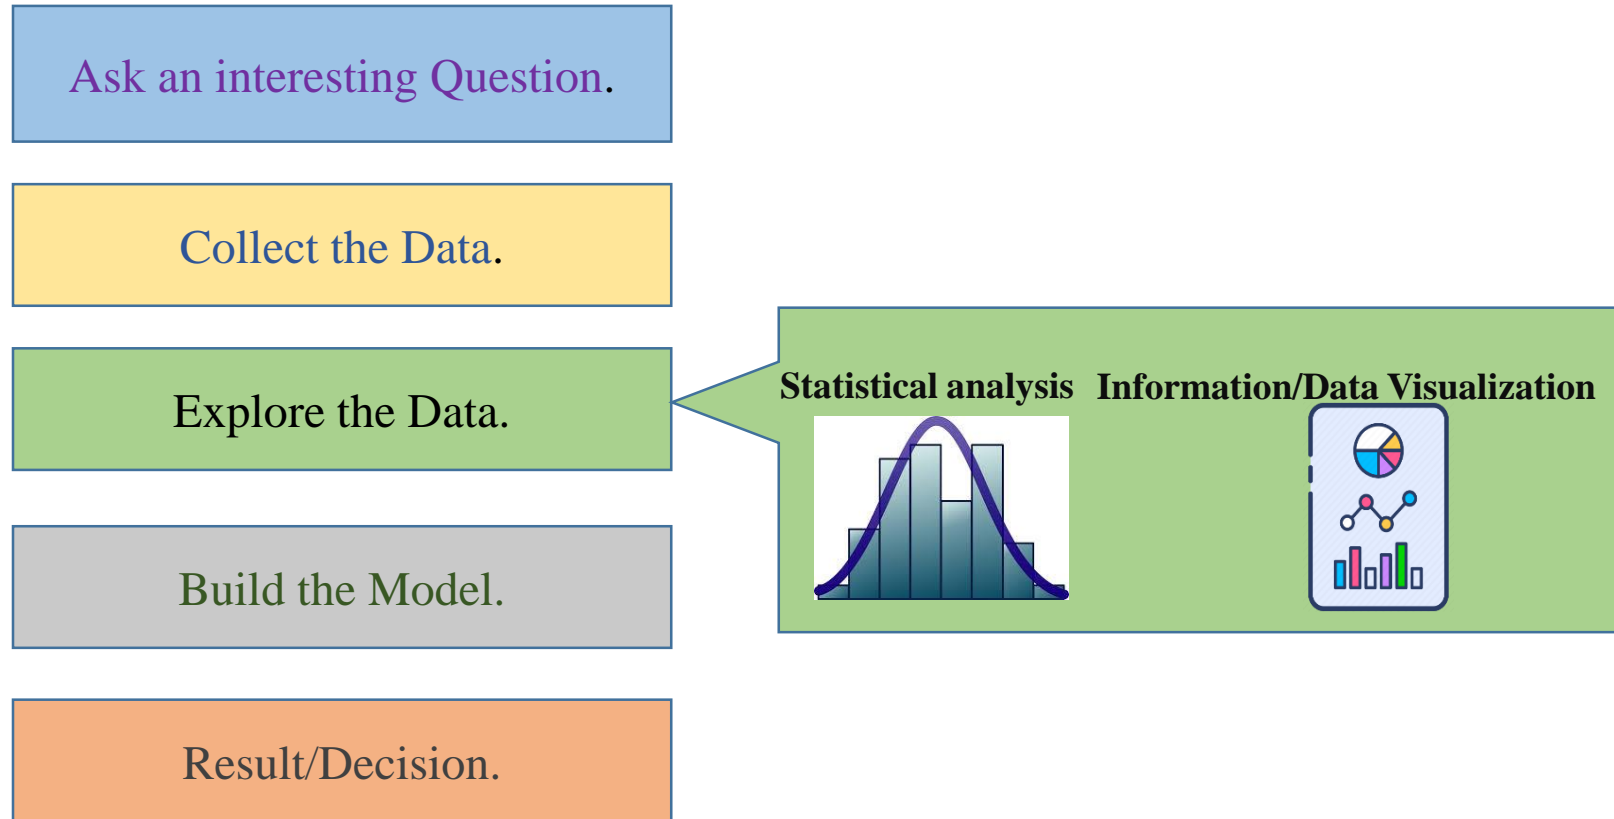 Ask an interesting Question.
Collect the Data.
Explore the Data.
Statistical analysis
Information/Data Visualization
Build the Model.
Result/Decision.